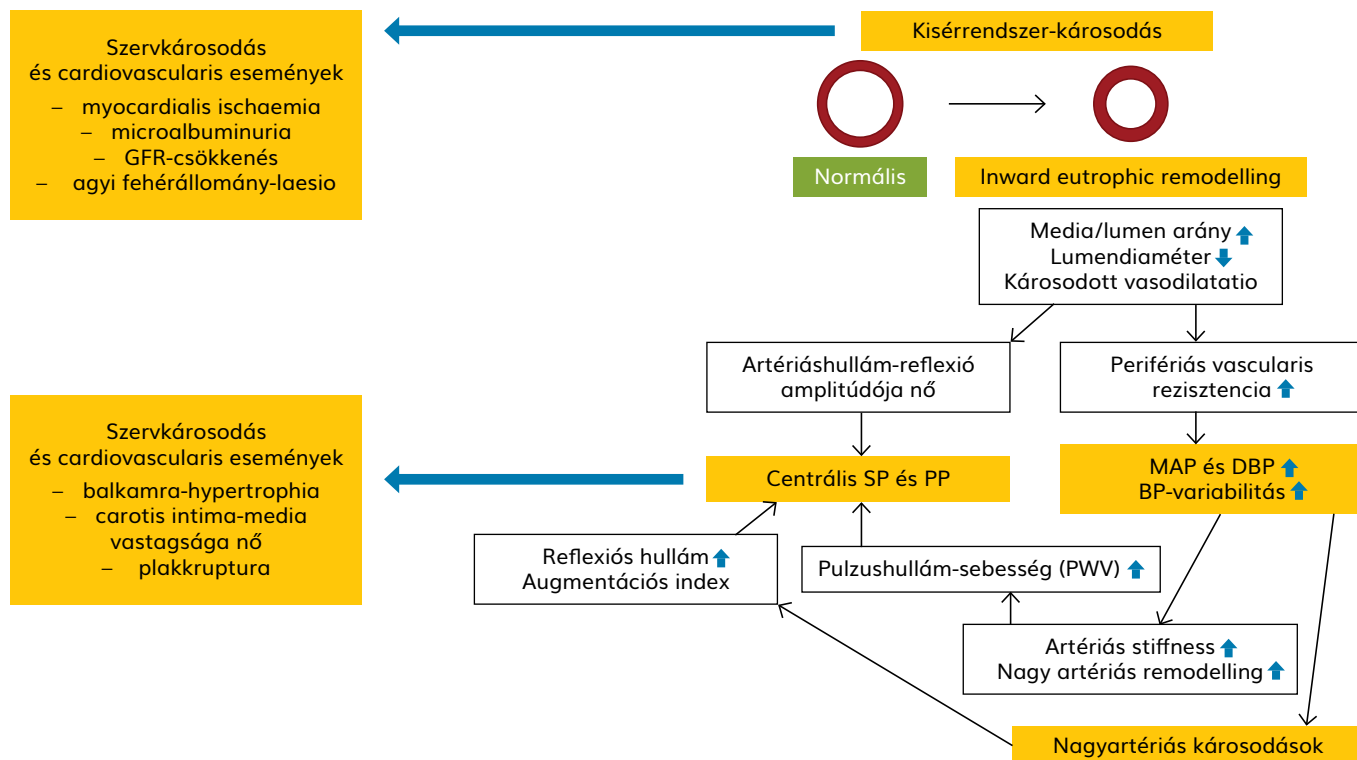 Szervkárosodás
és cardiovascularis események
– myocardialis ischaemia
– microalbuminuria
– GFR-csökkenés
– agyi fehérállomány-laesio
Kisérrendszer-károsodás
Normális
Inward eutrophic remodelling
Media/lumen arány
Lumendiaméter
Károsodott vasodilatatio
Artériáshullám-reflexió
amplitúdója nő
Perifériás vascularis
rezisztencia
Szervkárosodás
és cardiovascularis események
– balkamra-hypertrophia
– carotis intima-media
vastagsága nő
– plakkruptura
Centrális SP és PP
MAP és DBP
BP-variabilitás
Reflexiós hullám
Augmentációs index
Pulzushullám-sebesség (PWV)
Artériás stiffness
Nagy artériás remodelling
Nagyartériás károsodások